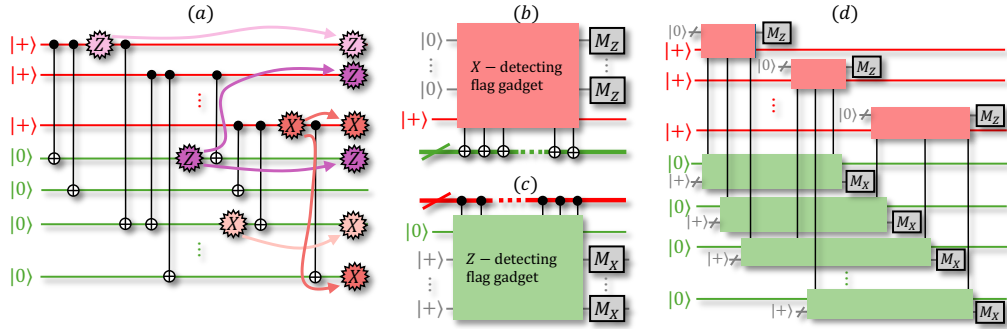 (a)
|+⟩ Z Z
|+⟩ Z
⋮
|+⟩ X X
|0⟩ Z Z
|0⟩
|0⟩ X X
⋮
|0⟩ X
(b)
|0⟩ M_Z
⋮ X − detecting ⋮
|0⟩ flag gadget M_Z
|+⟩
(c)
|0⟩
|+⟩ Z − detecting M_X
⋮ flag gadget ⋮
|+⟩ M_X
(d)
|0⟩ M_Z
|+⟩
|0⟩ M_Z
|+⟩
⋮
|0⟩ M_Z
|+⟩
|0⟩
|+⟩ M_X
|0⟩
|+⟩ M_X
|0⟩
|+⟩ M_X
⋮
|0⟩
|+⟩ M_X